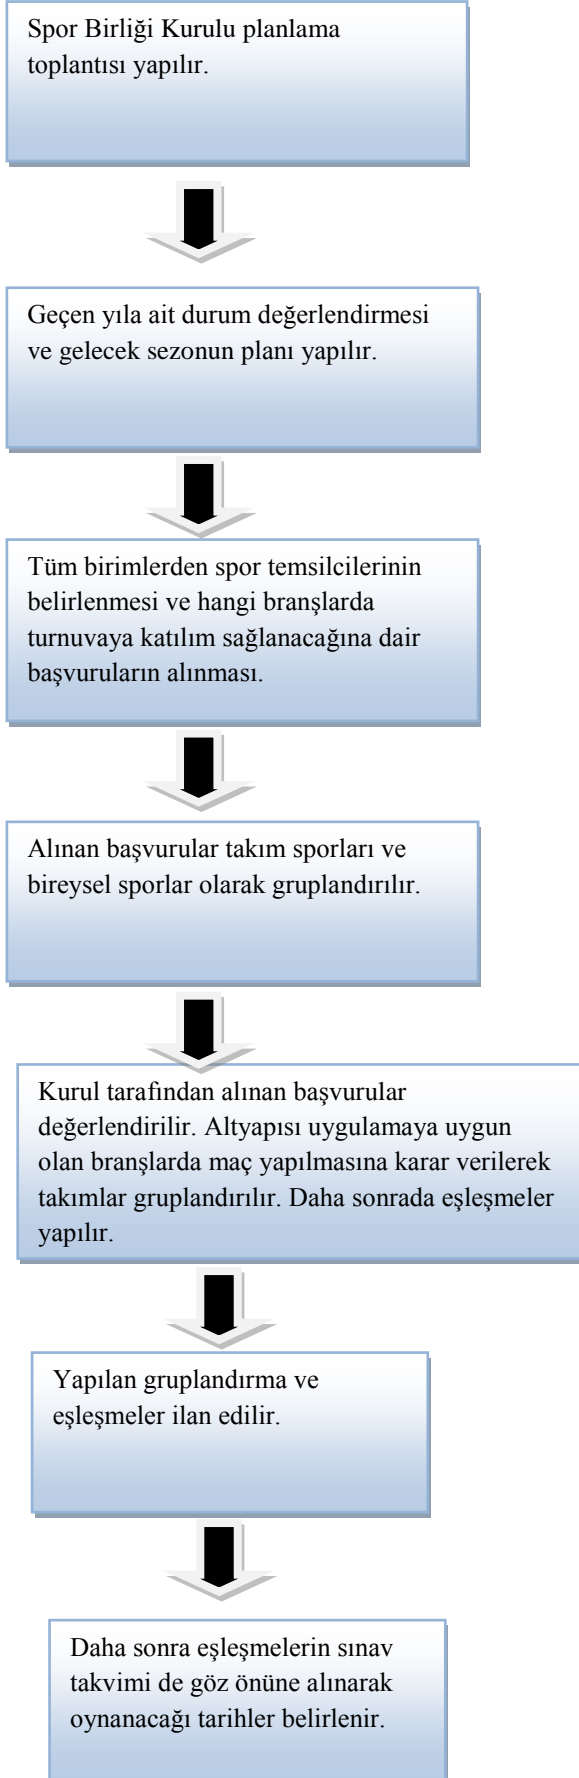 Spor Birliği Kurulu planlama
toplantısı yapılır.
Geçen yıla ait durum değerlendirmesi
ve gelecek sezonun planı yapılır.
Tüm birimlerden spor temsilcilerinin
belirlenmesi ve hangi branşlarda
turnuvaya katılım sağlanacağına dair
başvuruların alınması.
Alınan başvurular takım sporları ve
bireysel sporlar olarak gruplandırılır.
Kurul tarafından alınan başvurular
değerlendirilir. Altyapısı uygulamaya uygun
olan branşlarda maç yapılmasına karar verilerek
takımlar gruplandırılır. Daha sonrada eşleşmeler
yapılır.
Yapılan gruplandırma ve
eşleşmeler ilan edilir.
Daha sonra eşleşmelerin sınav
takvimi de göz önüne alınarak
oynanacağı tarihler belirlenir.